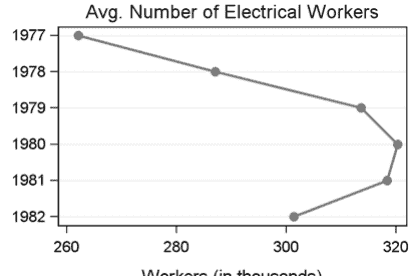 Avg. Number of Electrical Workers
1977
1978
1979
1980
1981
1982
260 280 300 320
Workers (in thousands)